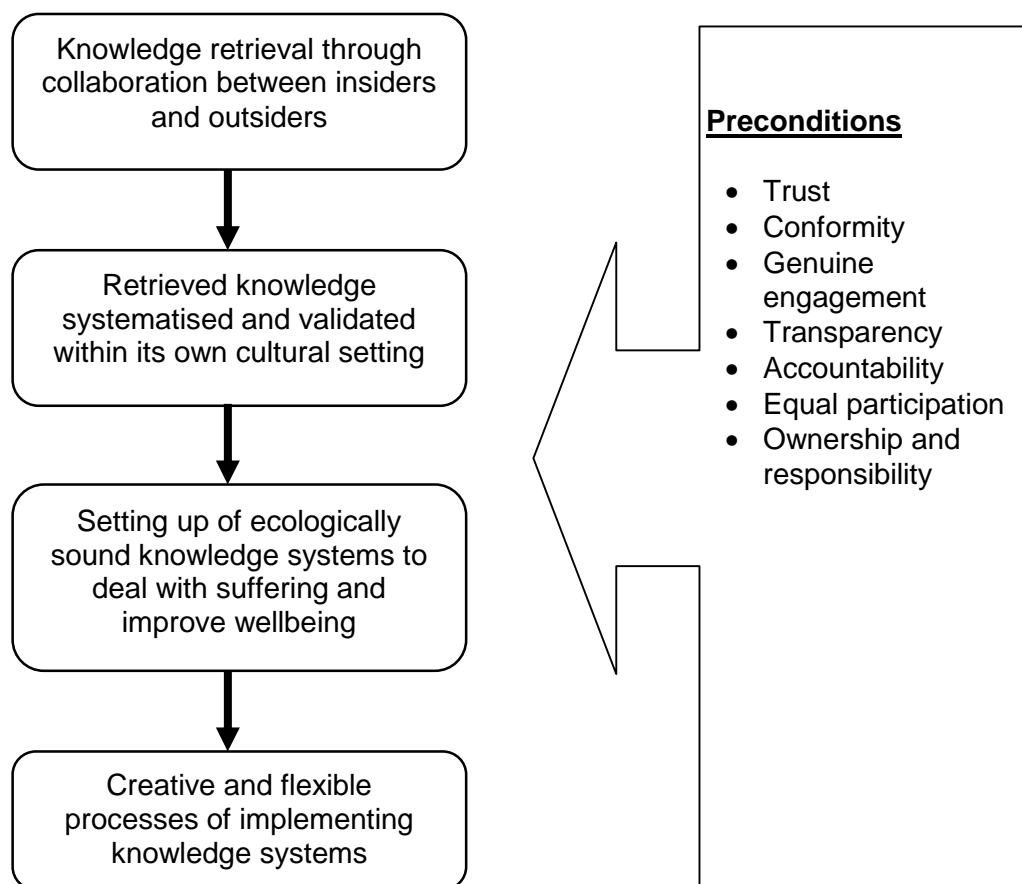 Knowledge retrieval through
collaboration between insiders
and outsiders
Retrieved knowledge
systematised and validated
within its own cultural setting
Setting up of ecologically
sound knowledge systems to
deal with suffering and
improve wellbeing
Creative and flexible
processes of implementing
knowledge systems
Preconditions
• Trust
• Conformity
• Genuine
engagement
• Transparency
• Accountability
• Equal participation
• Ownership and
responsibility